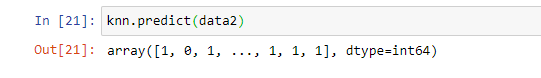 In [21]: knn.predict(data2)
Out[21]: array([1, 0, 1, ..., 1, 1, 1], dtype=int64)